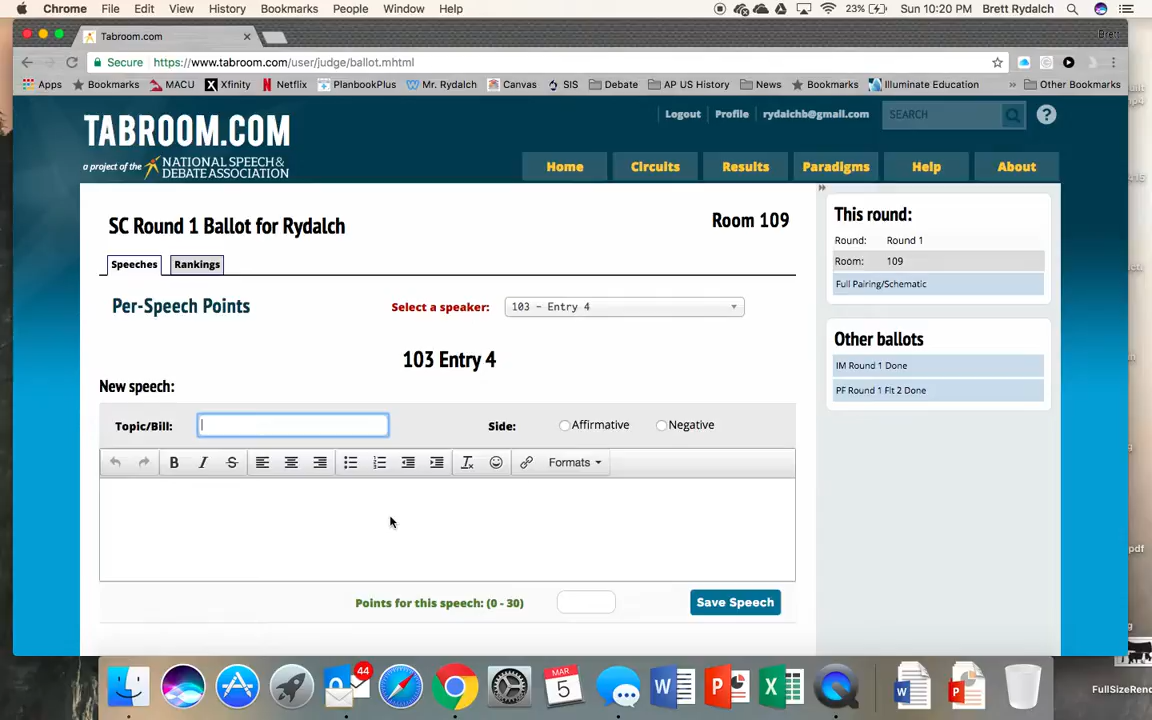 Chrome File Edit View History Bookmarks People Window Help 23% Sun 10:20 PM Brett Rydalch
Tabroom.com Brett
Secure https://www.tabroom.com/user/judge/ballot.mhtml
Apps Bookmarks MACU Xfinity Netflix PlanbookPlus Mr. Rydalch Canvas SIS Debate AP US History News Bookmarks Illuminate Education » Other Bookmarks
TABROOM.COM
a project of the NATIONAL SPEECH &
DEBATE ASSOCIATION
Logout Profile rydalchb@gmail.com SEARCH ?
Home Circuits Results Paradigms Help About
SC Round 1 Ballot for Rydalch Room 109
Speeches Rankings
Per-Speech Points Select a speaker: 103 - Entry 4
103 Entry 4
New speech:
Topic/Bill: Side: Affirmative Negative
B I S Formats
Points for this speech: (0 - 30) Save Speech
This round:
Round: Round 1
Room: 109
Full Pairing/Schematic
Other ballots
IM Round 1 Done
PF Round 1 Flt 2 Done
44
MAR
5
W P X W P
FullSizeRend